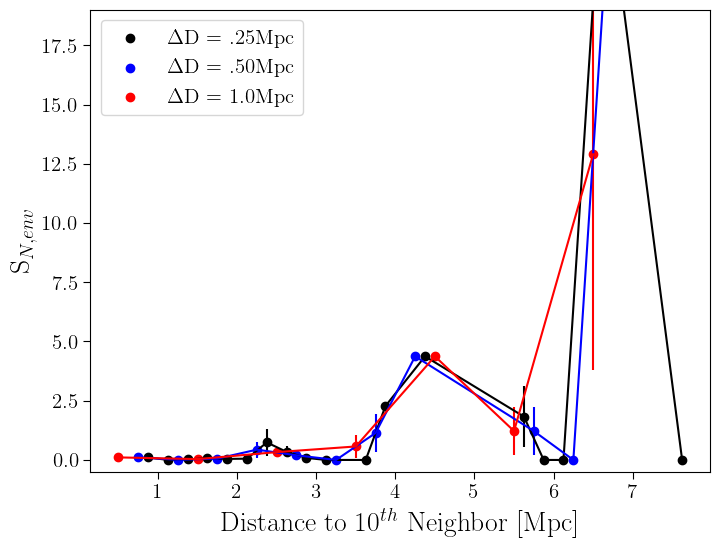 ΔD = .25Mpc
ΔD = .50Mpc
ΔD = 1.0Mpc
17.5
15.0
12.5
10.0
7.5
5.0
2.5
0.0
S_{N,env}
1 2 3 4 5 6 7
Distance to 10^{th} Neighbor [Mpc]